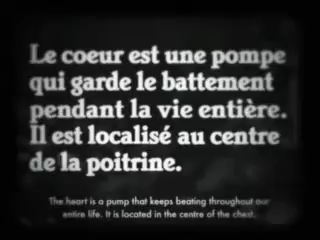 Le coeur est une pompe
qui garde le battement
pendant la vie entière.
Il est localisé au centre
de la poitrine.
The heart is a pump that keeps beating throughout our
entire life. It is located in the centre of the chest.